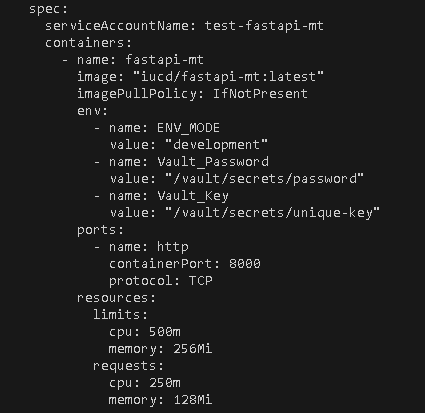 spec:
serviceAccountName: test-fastapi-mt
containers:
- name: fastapi-mt
image: "iucd/fastapi-mt:latest"
imagePullPolicy: IfNotPresent
env:
- name: ENV_MODE
value: "development"
- name: Vault_Password
value: "/vault/secrets/password"
- name: Vault_Key
value: "/vault/secrets/unique-key"
ports:
- name: http
containerPort: 8000
protocol: TCP
resources:
limits:
cpu: 500m
memory: 256Mi
requests:
cpu: 250m
memory: 128Mi